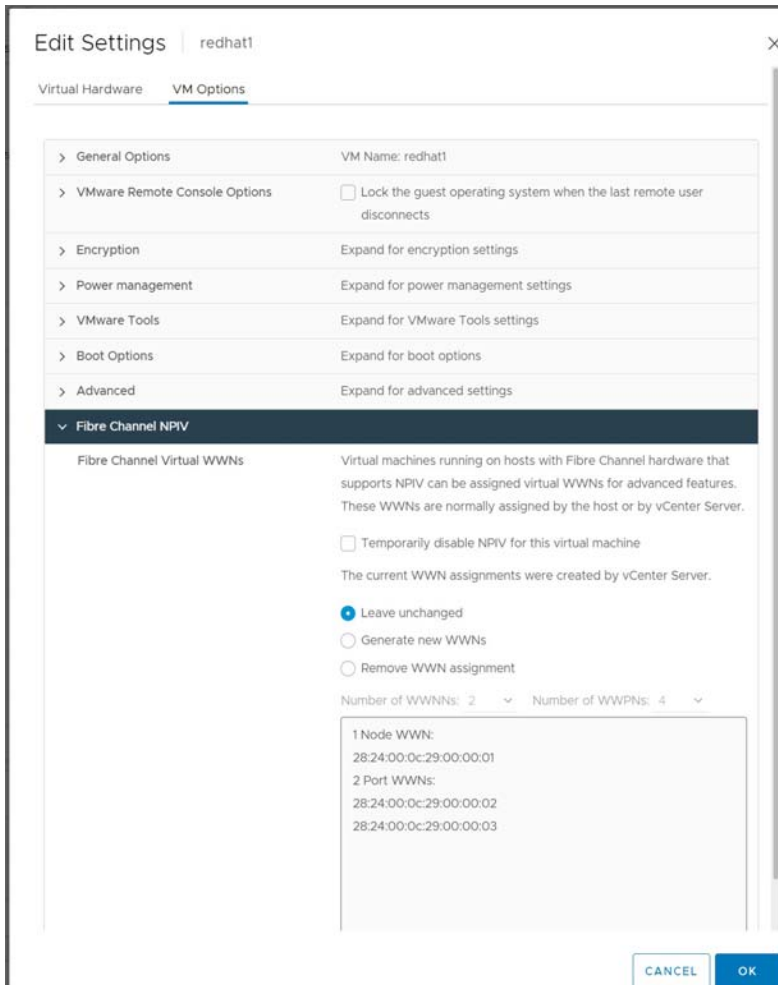 Edit Settings redhat1
Virtual Hardware VM Options
General Options VM Name: redhat1
VMware Remote Console Options Lock the guest operating system when the last remote user
disconnects
Encryption Expand for encryption settings
Power management Expand for power management settings
VMware Tools Expand for VMware Tools settings
Boot Options Expand for boot options
Advanced Expand for advanced settings
Fibre Channel NPIV
Fibre Channel Virtual WWNs Virtual machines running on hosts with Fibre Channel hardware that
supports NPIV can be assigned virtual WWNs for advanced features.
These WWNs are normally assigned by the host or by vCenter Server.
Temporarily disable NPIV for this virtual machine
The current WWN assignments were created by vCenter Server.
Leave unchanged
Generate new WWNs
Remove WWN assignment
Number of WWNNs: 2 Number of WWPNs: 4
1 Node WWN:
28:24:00:0c:29:00:00:01
2 Port WWNs:
28:24:00:0c:29:00:00:02
28:24:00:0c:29:00:00:03
CANCEL OK